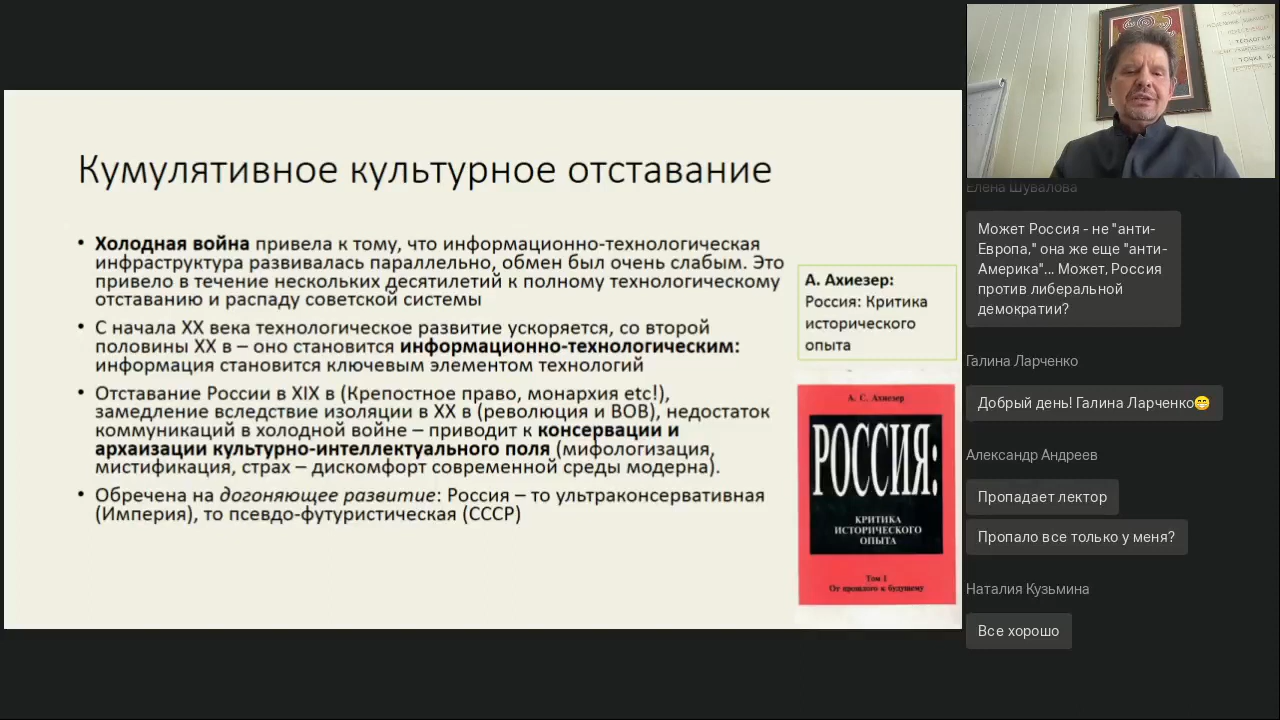 Кумулятивное культурное отставание
• Холодная война привела к тому, что информационно-технологическая
инфраструктура развивалась параллельно, обмен был очень слабым. Это
привело в течение нескольких десятилетий к полному технологическому
отставанию и распаду советской системы
• С начала XX века технологическое развитие ускоряется, со второй
половины XX в – оно становится информационно-технологическим:
информация становится ключевым элементом технологий
• Отставание России в XIX в (Крепостное право, монархия etc!),
замедление вследствие изоляции в XX в (революция и ВОВ), недостаток
коммуникаций в холодной войне – приводит к консервации и
архаизации культурно-интеллектуального поля (мифологизация,
мистификация, страх – дискомфорт современной среды модерна).
• Обречена на догоняющее развитие: Россия – то ультраконсервативная
(Империя), то псевдо-футуристическая (СССР)
А. Ахиезер:
Россия: Критика
исторического
опыта
А. С. Ахиезер
РОССИЯ:
КРИТИКА
ИСТОРИЧЕСКОГО
ОПЫТА
Том I
От прошлого к будущему
ТЕОЛОГИЯ
Елена Шувалова
Может Россия - не "анти-
Европа," она же еще "анти-
Америка"... Может, Россия
против либеральной
демократии?
Галина Ларченко
Добрый день! Галина Ларченко😁
Александр Андреев
Пропадает лектор
Пропало все только у меня?
Наталия Кузьмина
Все хорошо